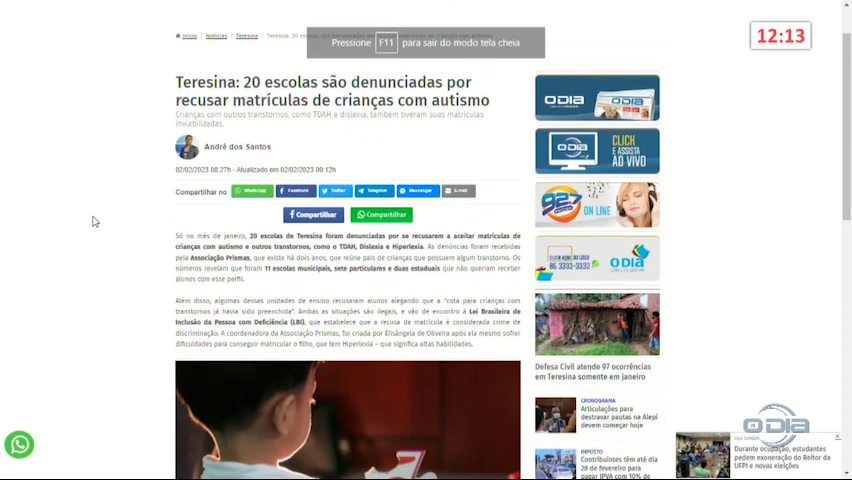 12:13
Início Notícias Teresina
Pressione F11 para sair do modo tela cheia
Teresina: 20 escolas são denunciadas por
recusar matrículas de crianças com autismo
Crianças com outros transtornos, como TDAH e dislexia, também tiveram suas matrículas
inviabilizadas.
André dos Santos
02/02/2023 08:27h - Atualizado em 02/02/2023 09:12h
Compartilhar no WhatsApp Facebook Twitter Telegram Messenger E-mail
Compartilhar Compartilhar
Só no mês de janeiro, 20 escolas de Teresina foram denunciadas por se recusarem a aceitar matrículas de
crianças com autismo e outros transtornos, como o TDAH, Dislexia e Hiperlexia. As denúncias foram recebidas
pela Associação Prismas, que existe há dois anos, que reúne pais de crianças que possuem algum transtorno. Os
números revelam que foram 11 escolas municipais, sete particulares e duas estaduais que não queriam receber
alunos com esse perfil.
Além disso, algumas dessas unidades de ensino recusaram alunos alegando que a "cota para crianças com
transtornos já havia sido preenchida". Ambas as situações são ilegais, e vão de encontro à Lei Brasileira de
Inclusão da Pessoa com Deficiência (LBI), que estabelece que a recusa da matrícula é considerada crime de
discriminação. A coordenadora da Associação Prismas, foi criada por Elisângela de Oliveira após ela mesmo sofrer
dificuldades para conseguir matricular o filho, que tem Hiperlexia – que significa altas habilidades.
O DIA
O DIA
O DIA
CLICK
E ASSISTA
AO VIVO
92,7
ON LINE
86 3333-3333
O DIA
Defesa Civil atende 97 ocorrências
em Teresina somente em janeiro
CRONOGRAMA
Articulações para
destravar pautas na Alepi
devem começar hoje
IMPOSTO
Contribuintes têm até dia
28 de fevereiro para
pagar IPVA com 10% de
O DIA
Durante ocupação, estudantes
pedem exoneração do Reitor da
UFPI e novas eleições